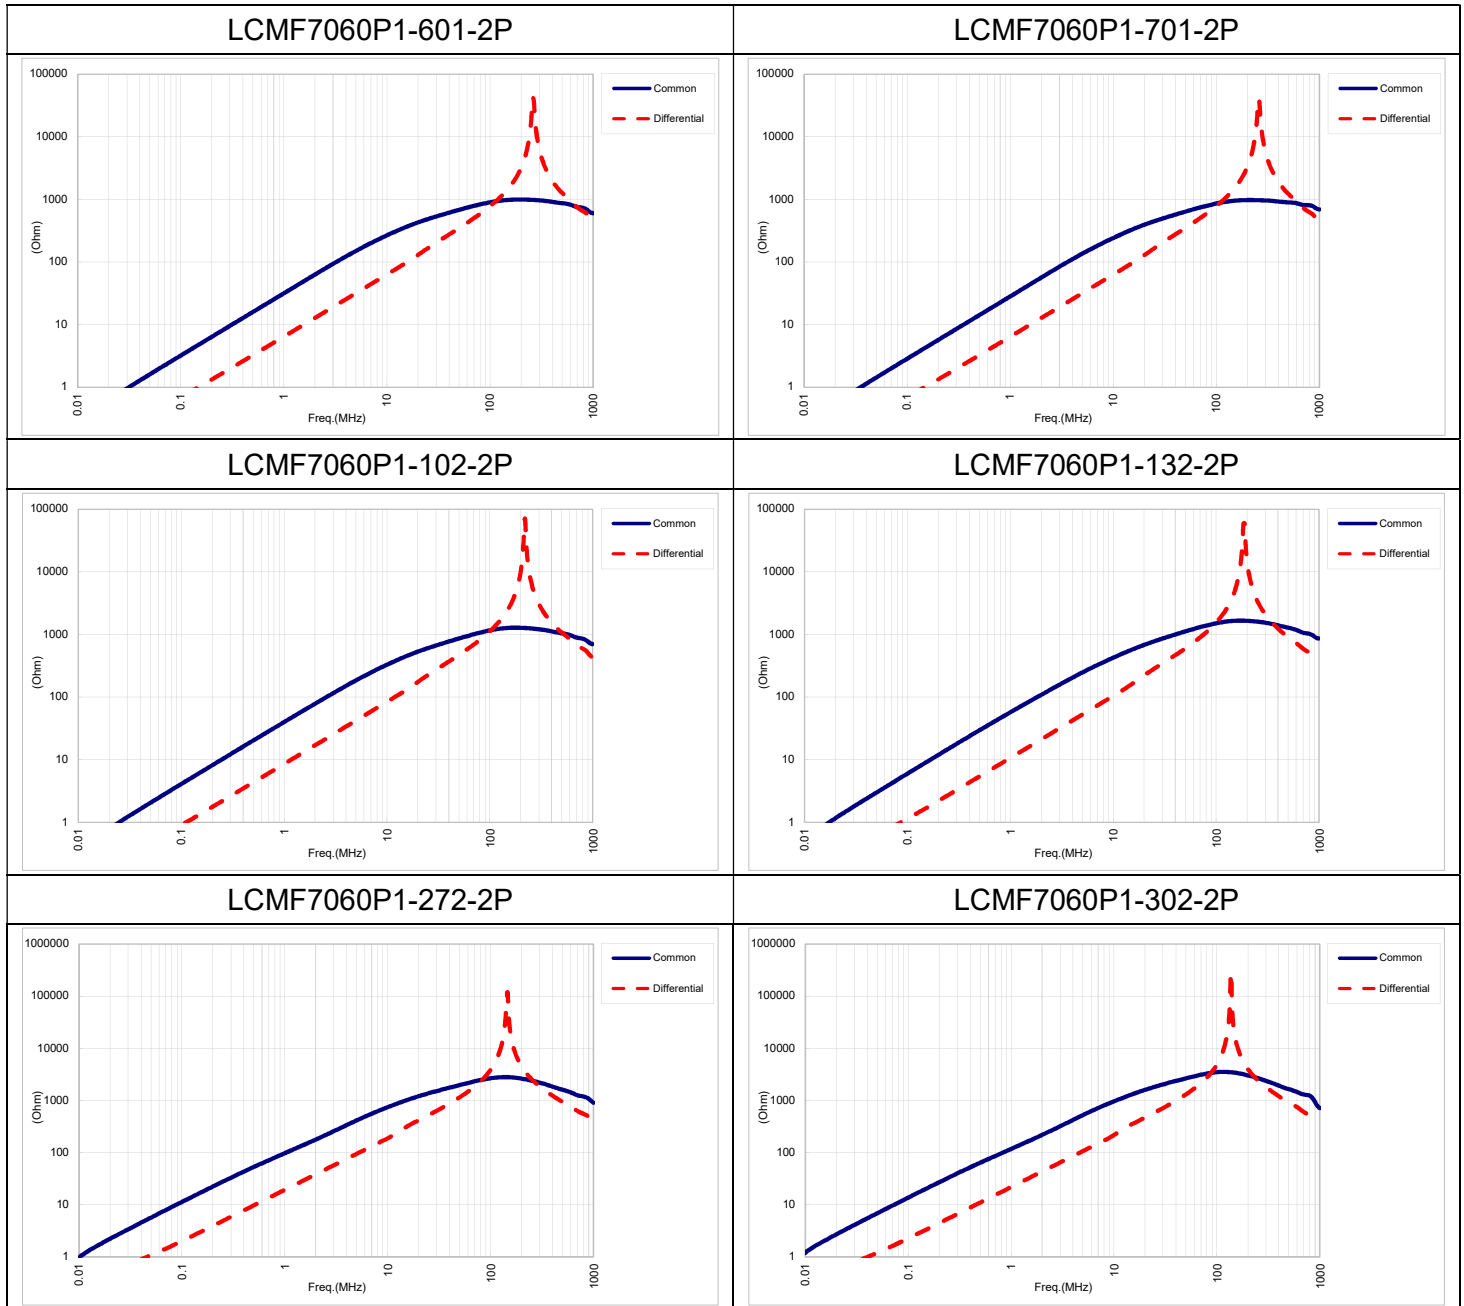 LCMF7060P1-601-2P
100000
10000
1000
100
10
1
(Ohm)
0.01
0.1
1
10
100
1000
Freq.(MHz)
Common
Differential
LCMF7060P1-701-2P
100000
10000
1000
100
10
1
(Ohm)
0.01
0.1
1
10
100
1000
Freq.(MHz)
Common
Differential
LCMF7060P1-102-2P
100000
10000
1000
100
10
1
(Ohm)
0.01
0.1
1
10
100
1000
Freq.(MHz)
Common
Differential
LCMF7060P1-132-2P
100000
10000
1000
100
10
1
(Ohm)
0.01
0.1
1
10
100
1000
Freq.(MHz)
Common
Differential
LCMF7060P1-272-2P
1000000
100000
10000
1000
100
10
1
(Ohm)
0.01
0.1
1
10
100
1000
Freq.(MHz)
Common
Differential
LCMF7060P1-302-2P
1000000
100000
10000
1000
100
10
1
(Ohm)
0.01
0.1
1
10
100
1000
Freq.(MHz)
Common
Differential